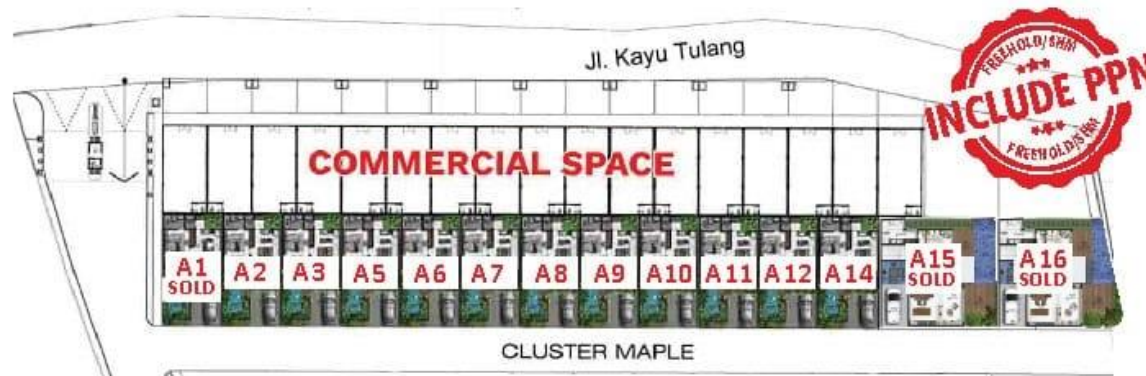 Jl. Kayu Tulang
FREEHOLD/SHM
INCLUDE PPN
FREEHOLD/SHM
COMMERCIAL SPACE
A1
SOLD
A2
A3
A5
A6
A7
A8
A9
A10
A11
A12
A14
A15
SOLD
A16
SOLD
CLUSTER MAPLE